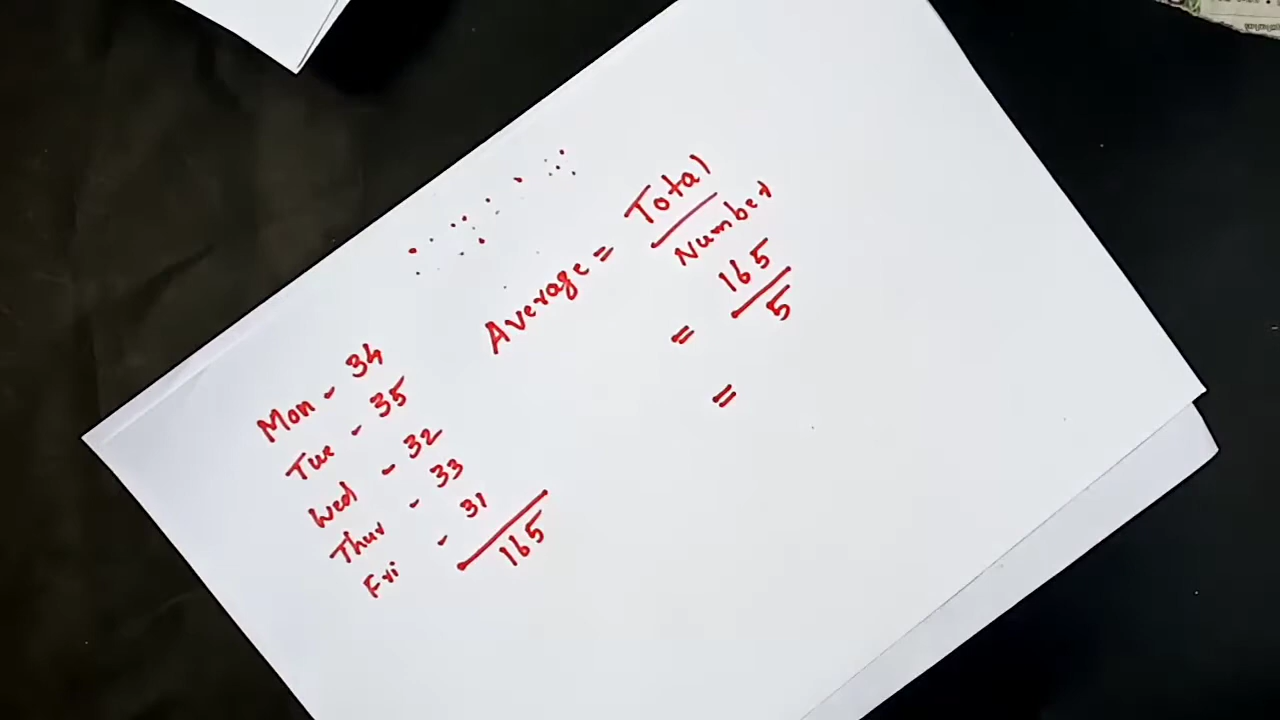 Mon - 34
Tue - 35
Wed - 32
Thur - 33
Fri - 31
165
Average = Total
Number
= 165
5
=